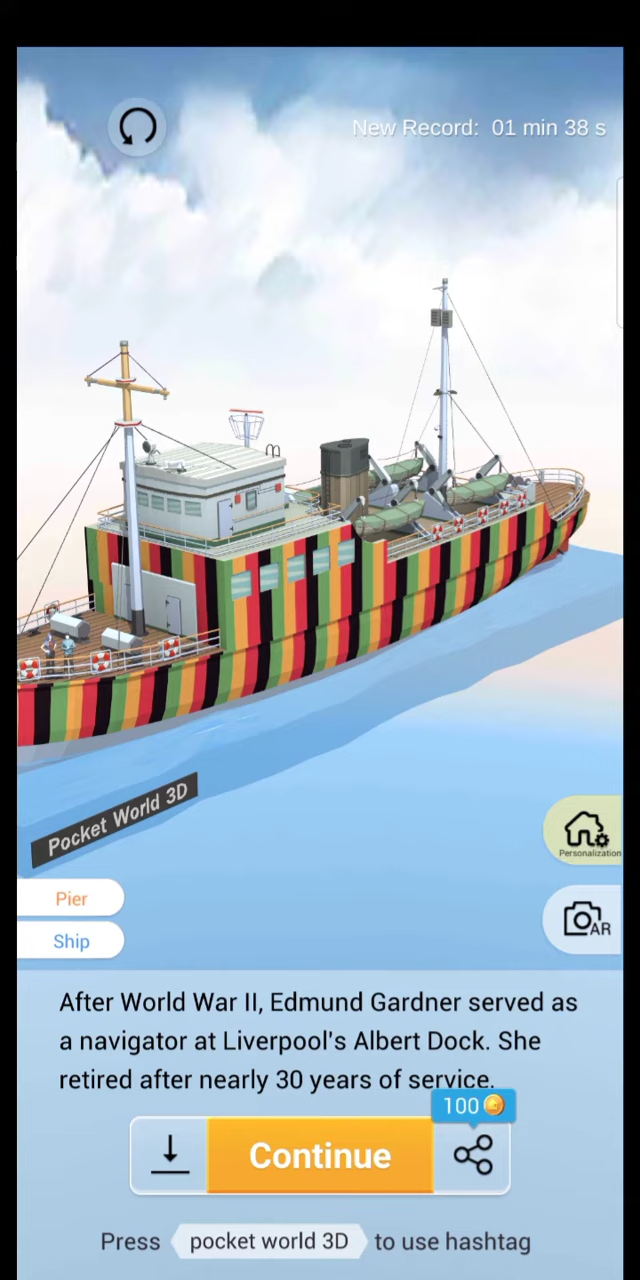 New Record: 01 min 38 s
Pocket World 3D
Personalization
Pier
AR
Ship
After World War II, Edmund Gardner served as
a navigator at Liverpool's Albert Dock. She
retired after nearly 30 years of service.
100
Continue
Press pocket world 3D to use hashtag